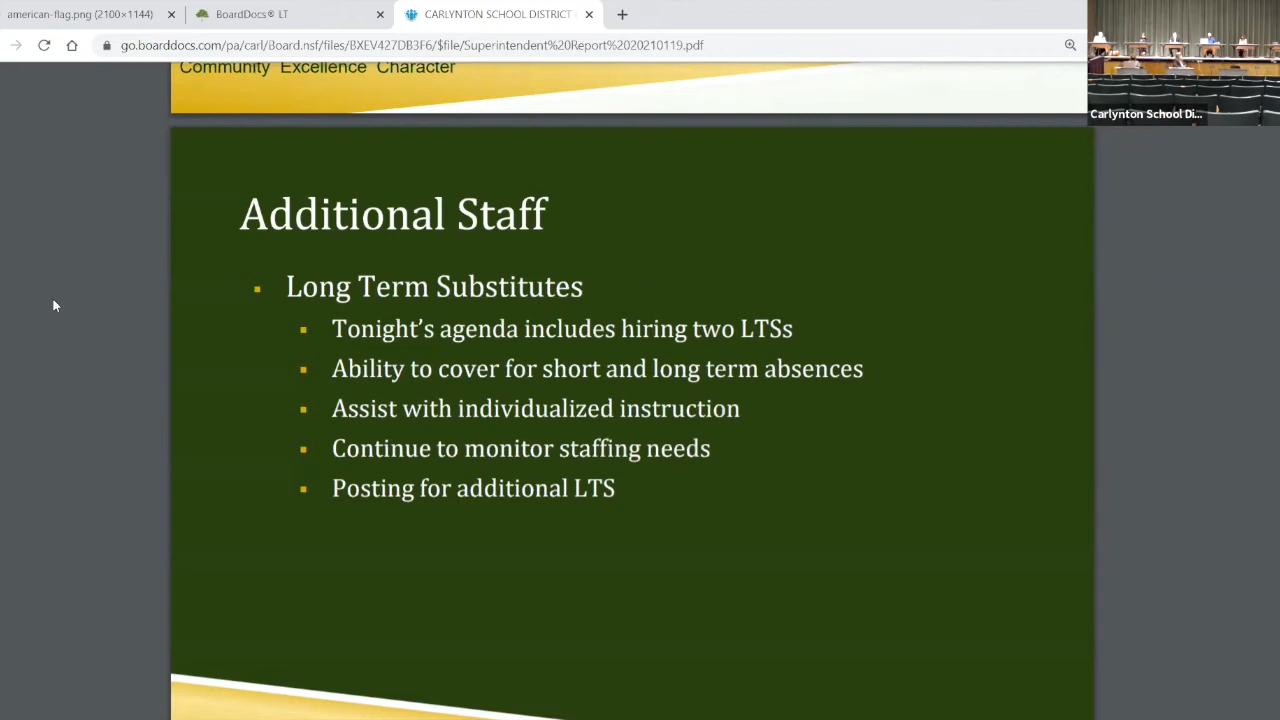 american-flag.png (2100×1144)
BoardDocs® LT
CARLYNTON SCHOOL DISTRICT
go.boarddocs.com/pa/carl/Board.nsf/files/BXEV427DB3F6/$file/Superintendent%20Report%2020210119.pdf
Carlynton School Di...
Community Excellence Character
Additional Staff
▪ Long Term Substitutes
▪ Tonight's agenda includes hiring two LTSs
▪ Ability to cover for short and long term absences
▪ Assist with individualized instruction
▪ Continue to monitor staffing needs
▪ Posting for additional LTS